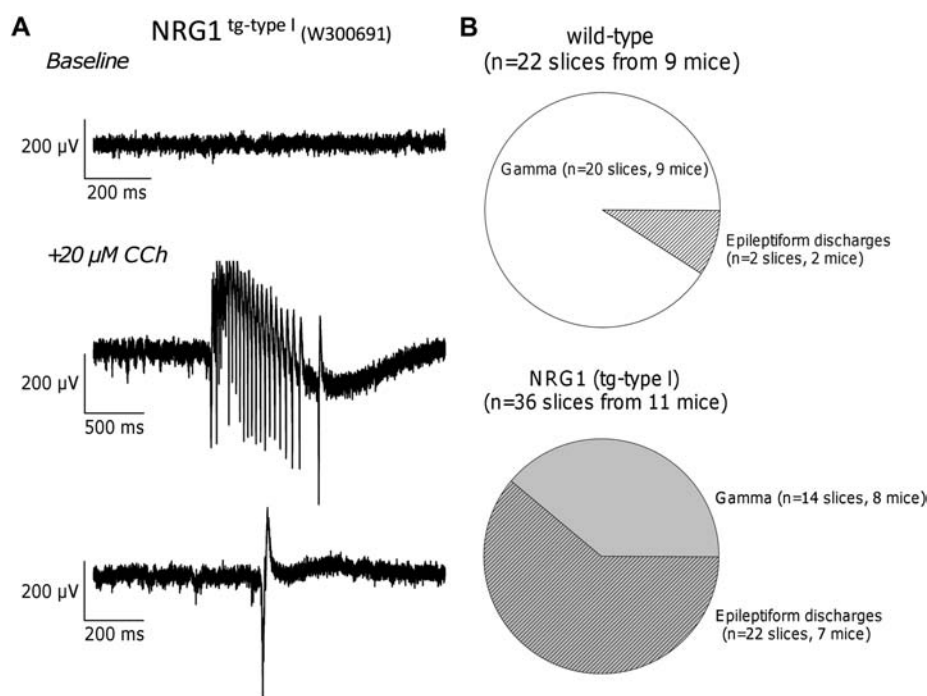 A
NRG1 tg-type I (W300691)
Baseline
200 µV
200 ms
+20 µM CCh
200 µV
500 ms
200 µV
200 ms
B
wild-type
(n=22 slices from 9 mice)
Gamma (n=20 slices, 9 mice)
Epileptiform discharges
(n=2 slices, 2 mice)
NRG1 (tg-type I)
(n=36 slices from 11 mice)
Gamma (n=14 slices, 8 mice)
Epileptiform discharges
(n=22 slices, 7 mice)